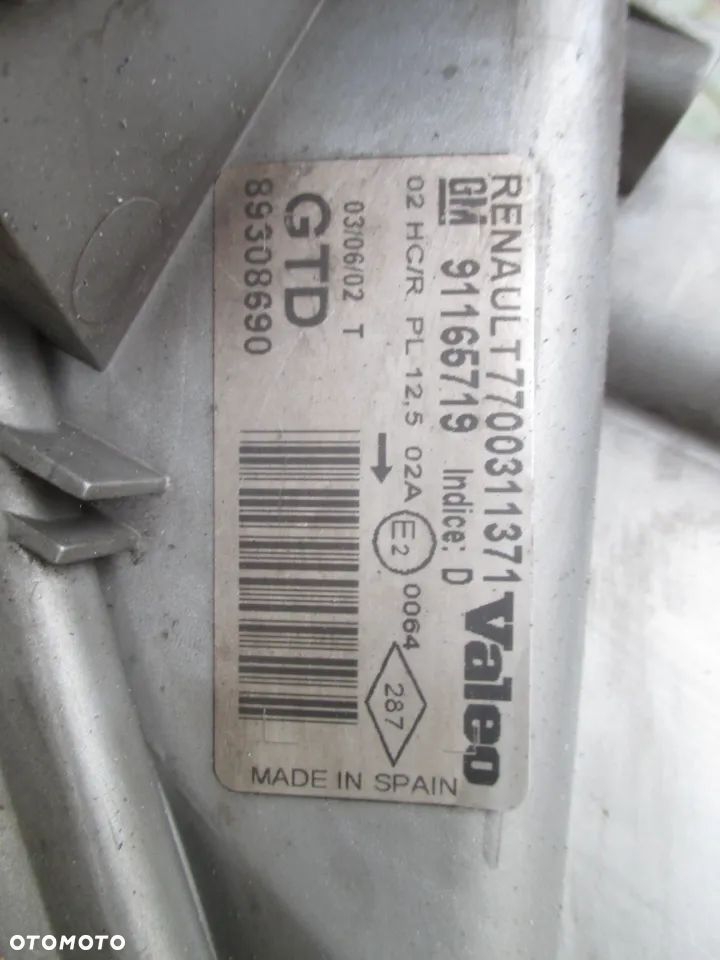 RENAULT7700311371
GM 91165719 Indice: D
Valeo
02 HC/R PL 12,5 02A E2 0064
287
03/06/02 T
GTD
89308690
MADE IN SPAIN
OTOMOTO